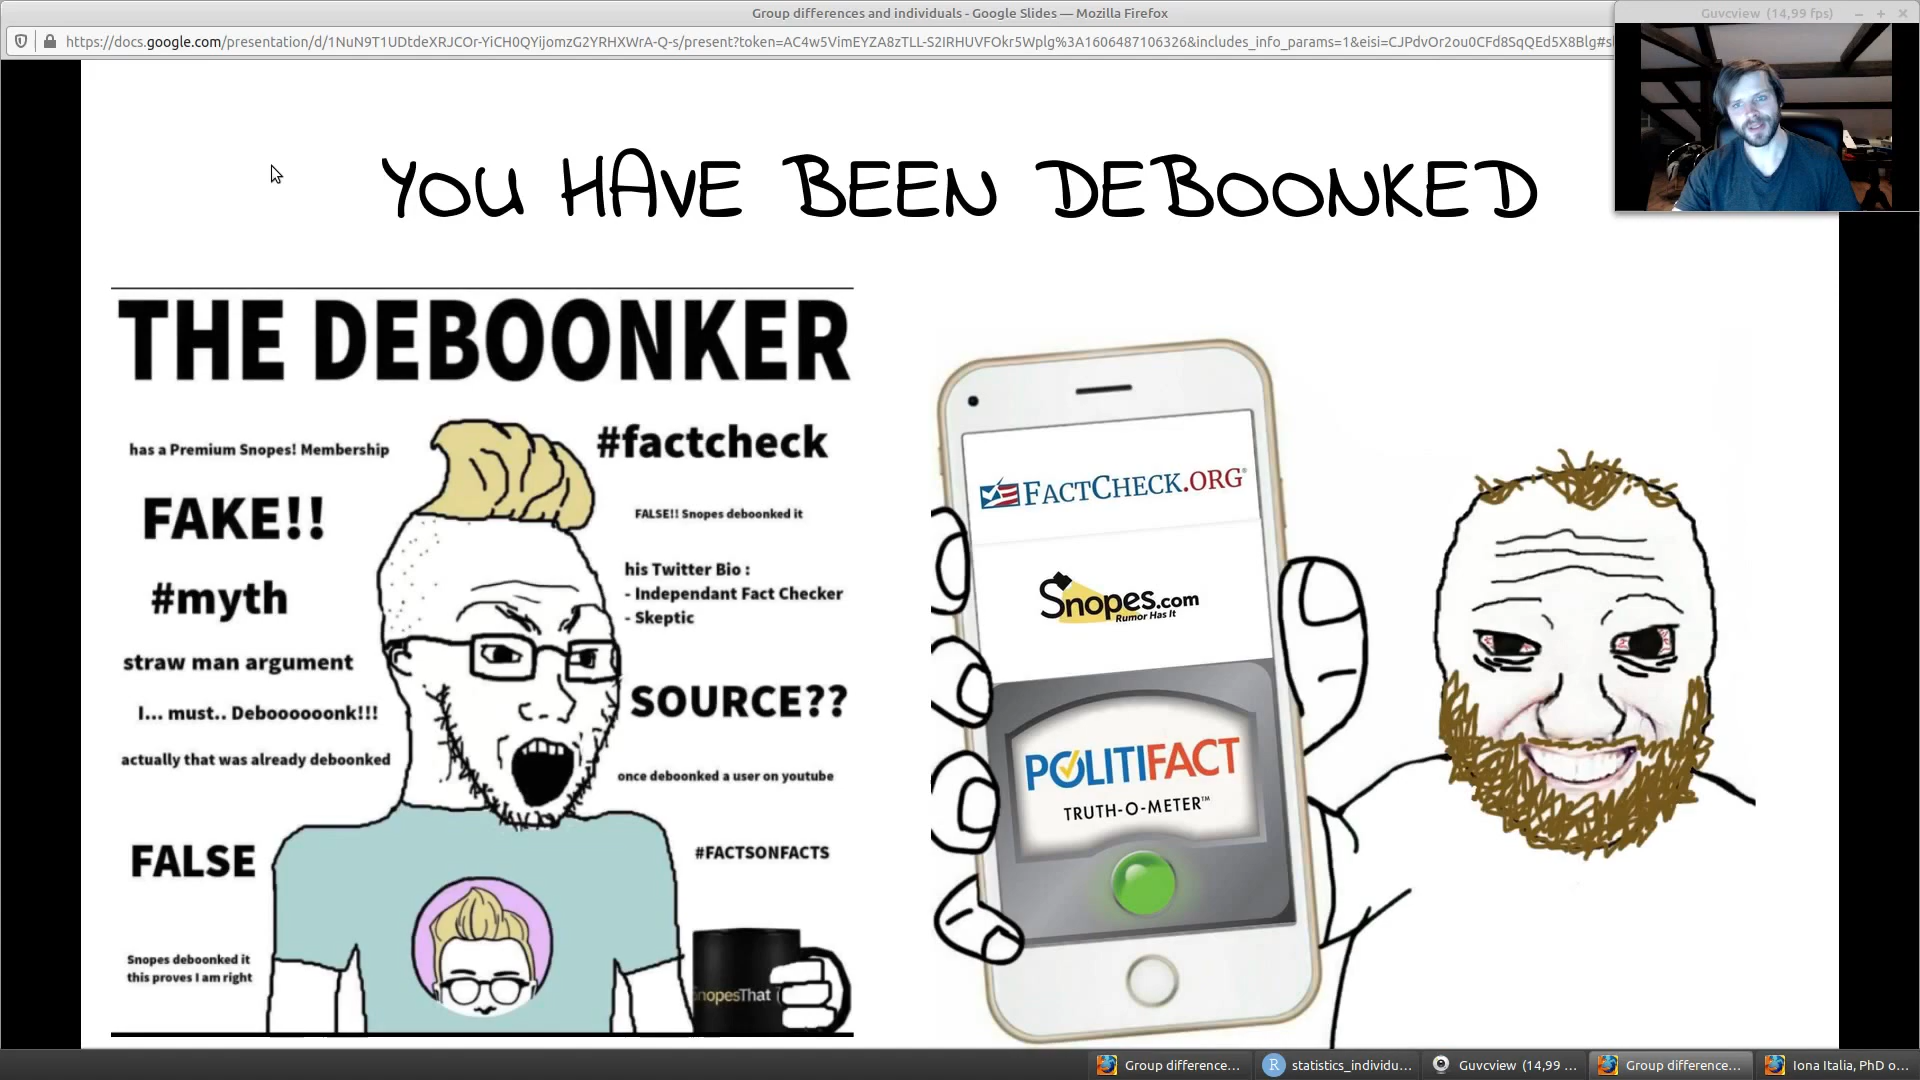 Group differences and individuals - Google Slides — Mozilla Firefox
Guvcview (14,99 fps)
https://docs.google.com/presentation/d/1NuN9T1UDtdeXRJCOr-YiCH0QYijomzG2YRHXWrA-Q-s/present?token=AC4w5VimEYZA8zTLL-S2IRHUVFOkr5Wplg%3A1606487106326&includes_info_params=1&eisi=CJPdvOr2ou0CFd8SqQEd5X8Blg#sl
YOU HAVE BEEN DEBOONKED
THE DEBOONKER
has a Premium Snopes! Membership
#factcheck
FAKE!!
FALSE!! Snopes deboonked it
#myth
his Twitter Bio :
- Independant Fact Checker
- Skeptic
straw man argument
SOURCE??
I... must.. Deboooooonk!!!
actually that was already deboonked
once deboonked a user on youtube
FALSE
#FACTSONFACTS
Snopes deboonked it
this proves I am right
nopesThat
FACTCHECK.ORG®
Snopes.com
Rumor Has It
POLITIFACT
TRUTH-O-METER™
Group difference...
statistics_individu...
Guvcview (14,99 ...
Group difference...
Iona Italia, PhD o...